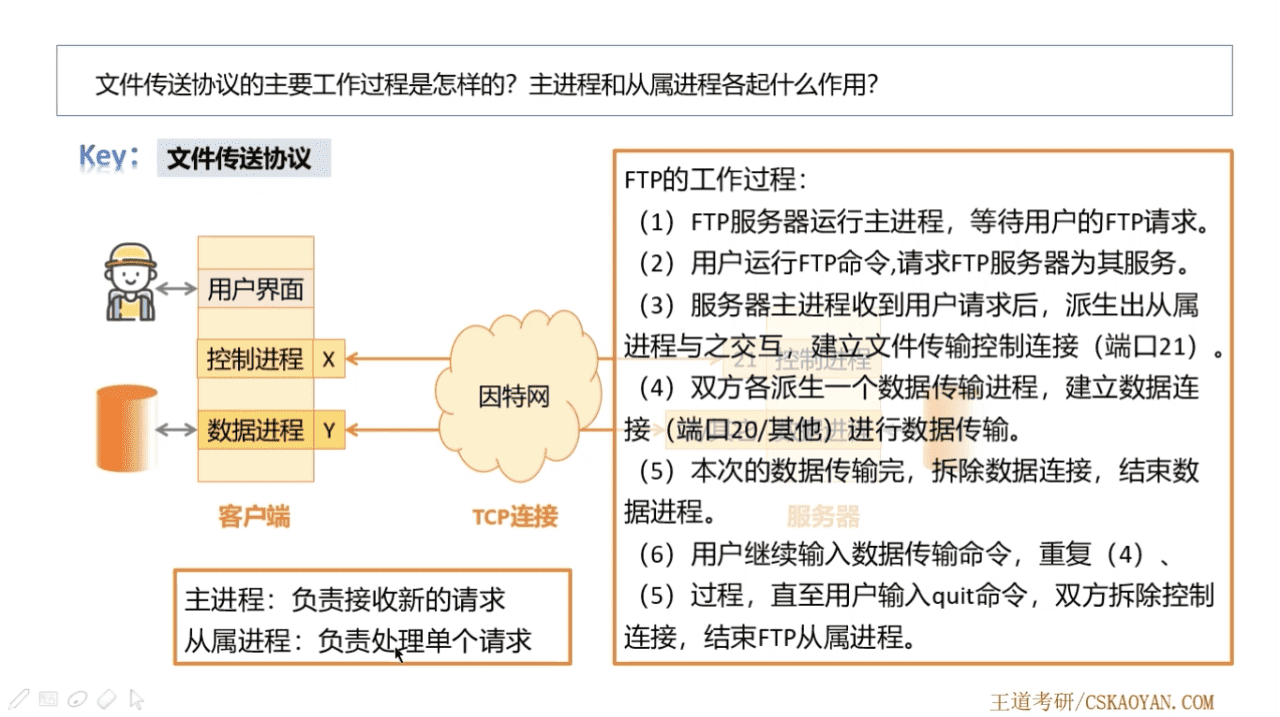 文件传送协议的主要工作过程是怎样的？主进程和从属进程各起什么作用？
Key：
文件传送协议
用户界面
控制进程 X
数据进程 Y
客户端
因特网
TCP连接
21 控制进程
服务器
FTP的工作过程：
（1）FTP服务器运行主进程，等待用户的FTP请求。
（2）用户运行FTP命令,请求FTP服务器为其服务。
（3）服务器主进程收到用户请求后，派生出从属
进程与之交互，建立文件传输控制连接（端口21）。
（4）双方各派生一个数据传输进程，建立数据连
接（端口20/其他）进行数据传输。
（5）本次的数据传输完，拆除数据连接，结束数
据进程。
（6）用户继续输入数据传输命令，重复（4）、
（5）过程，直至用户输入quit命令，双方拆除控制
连接，结束FTP从属进程。
主进程：负责接收新的请求
从属进程：负责处理单个请求
王道考研/CSKAOYAN.COM